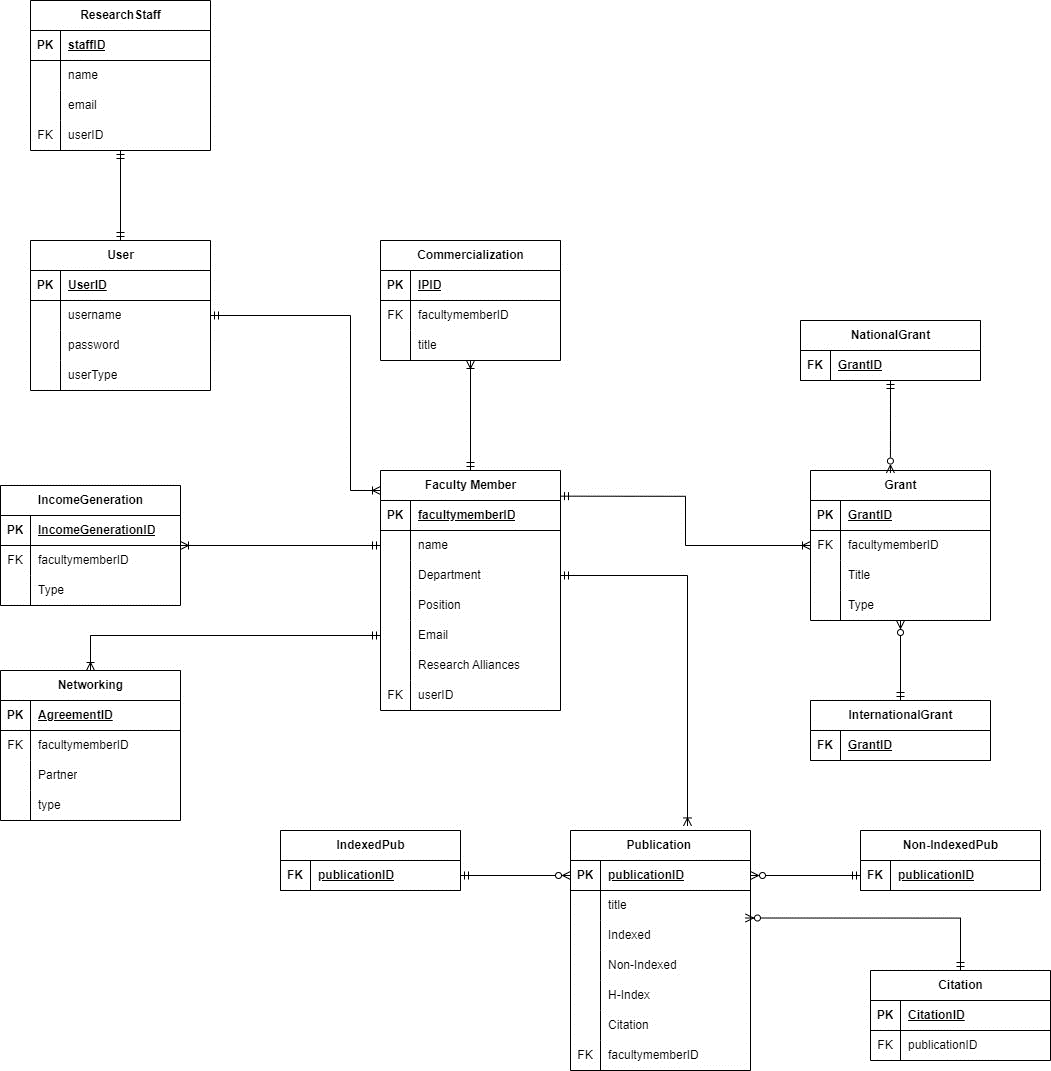 ResearchStaff
PK staffID
name
email
FK userID
User
PK UserID
username
password
userType
Commercialization
PK IPID
FK facultymemberID
title
NationalGrant
FK GrantID
IncomeGeneration
PK IncomeGenerationID
FK facultymemberID
Type
Faculty Member
PK facultymemberID
name
Department
Position
Email
Research Alliances
FK userID
Grant
PK GrantID
FK facultymemberID
Title
Type
Networking
PK AgreementID
FK facultymemberID
Partner
type
InternationalGrant
FK GrantID
IndexedPub
FK publicationID
Publication
PK publicationID
title
Indexed
Non-Indexed
H-Index
Citation
FK facultymemberID
Non-IndexedPub
FK publicationID
Citation
PK CitationID
FK publicationID